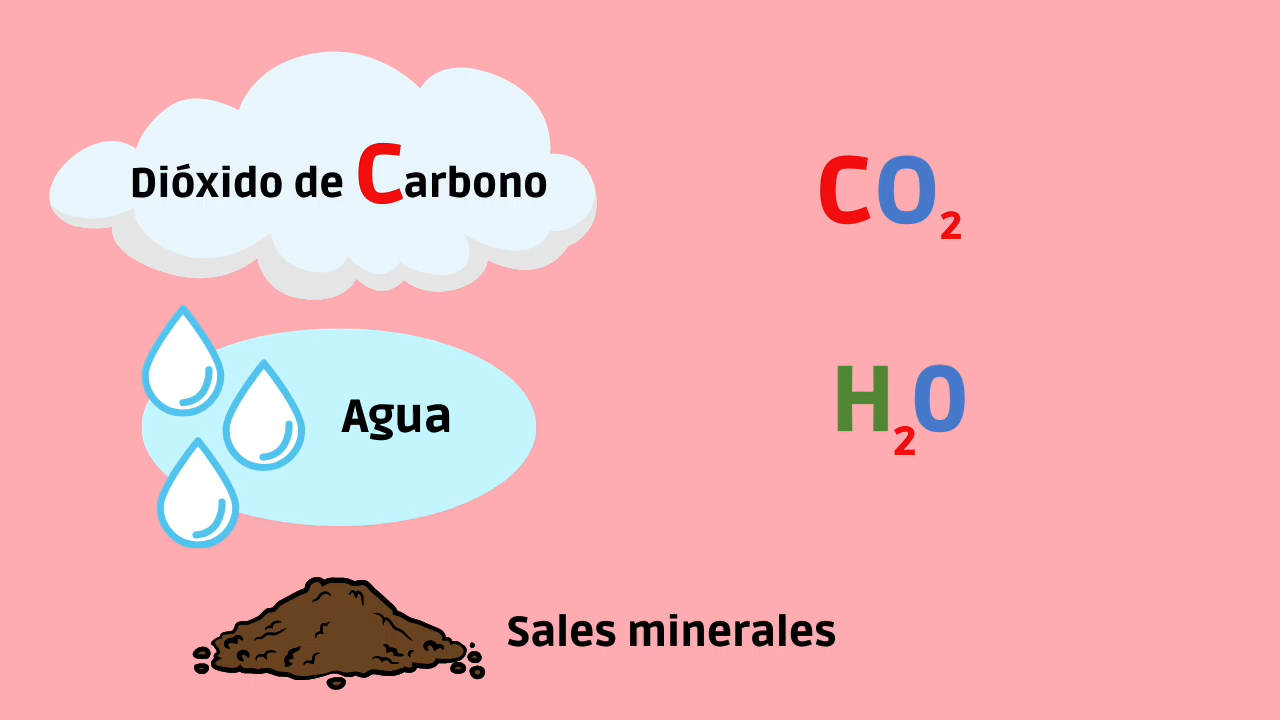 Dióxido de Carbono
CO₂
Agua
H₂O
Sales minerales